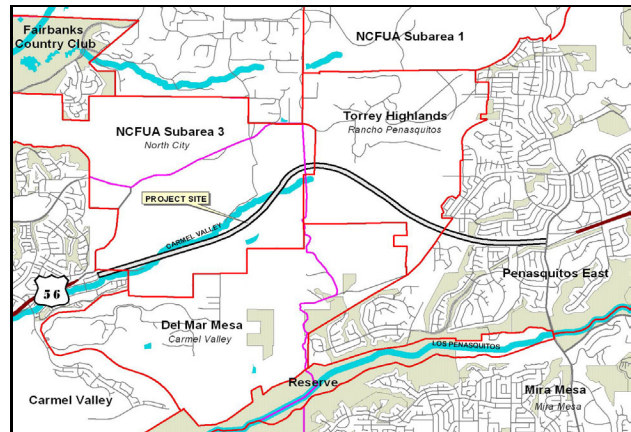 Fairbanks
Country Club
NCFUA Subarea 1
Torrey Highlands
Rancho Penasquitos
NCFUA Subarea 3
North City
PROJECT SITE
CARMEL VALLEY
Penasquitos East
56
Del Mar Mesa
Carmel Valley
LOS PENASQUITOS
Reserve
Carmel Valley
Mira Mesa
Mira Mesa